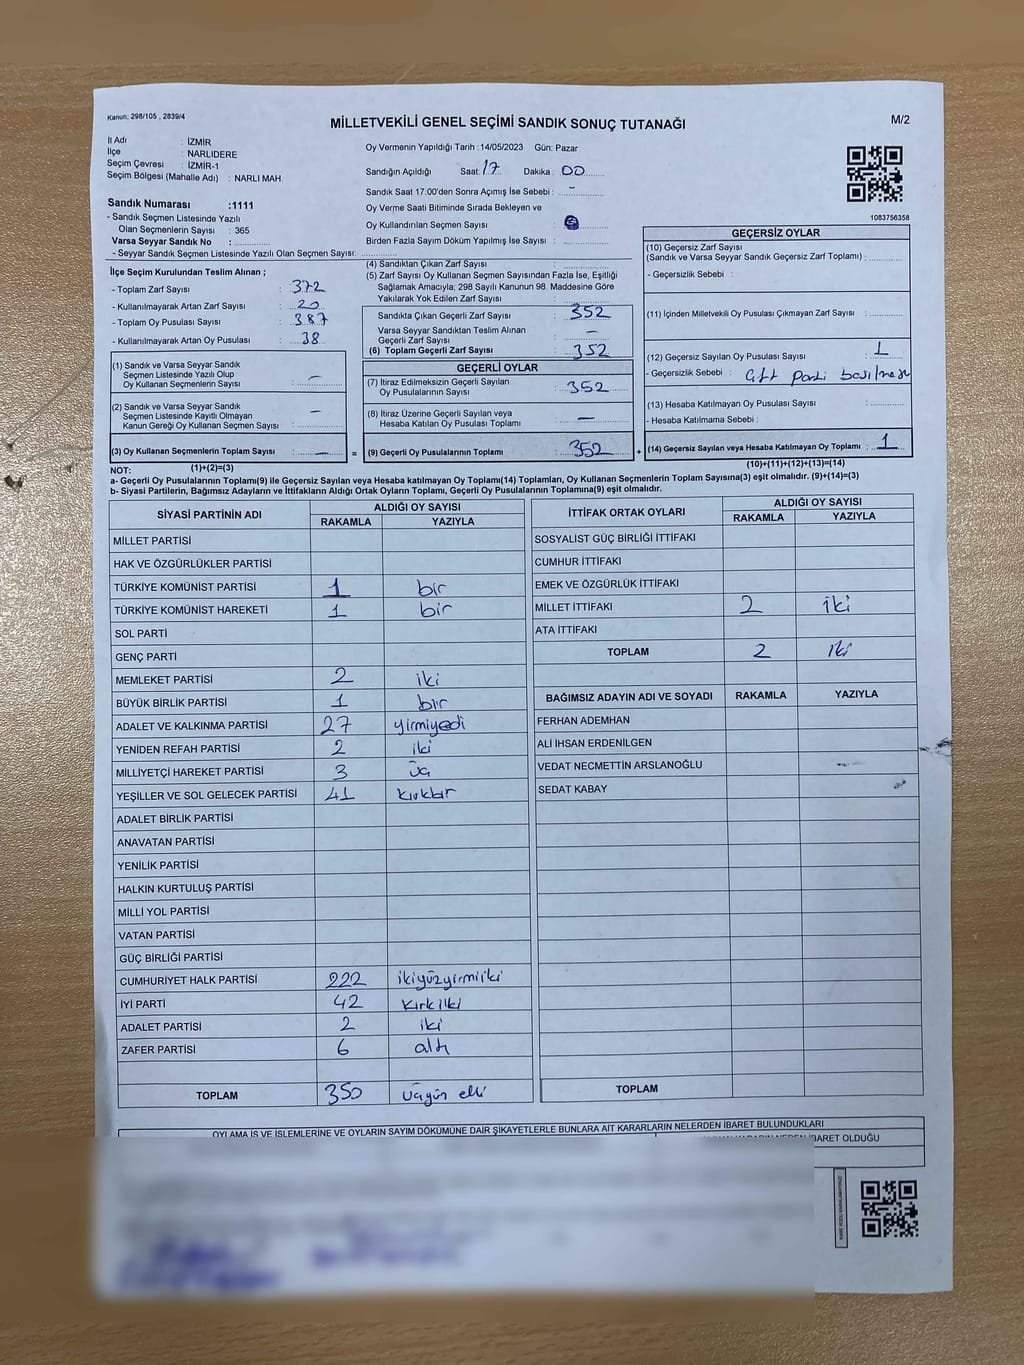 Kanun; 298/105 , 2839/4
MİLLETVEKİLİ GENEL SEÇİMİ SANDIK SONUÇ TUTANAĞI
M/2
İl Adı : İZMİR
İlçe : NARLIDERE
Seçim Çevresi : İZMİR-1
Seçim Bölgesi (Mahalle Adı) : NARLI MAH.
Oy Vermenin Yapıldığı Tarih :14/05/2023 Gün: Pazar
Sandığın Açıldığı Saat: 17 Dakika : 00
Sandık Saat 17:00'den Sonra Açımış İse Sebebi : -
Oy Verme Saati Bitiminde Sırada Bekleyen ve
Oy Kullandırılan Seçmen Sayısı :
Birden Fazla Sayım Döküm Yapılmış İse Sayısı :
1083756358
Sandık Numarası :1111
- Sandık Seçmen Listesinde Yazılı
Olan Seçmenlerin Sayısı : 365
Varsa Seyyar Sandık No :
- Seyyar Sandık Seçmen Listesinde Yazılı Olan Seçmen Sayısı:
İlçe Seçim Kurulundan Teslim Alınan ;
- Toplam Zarf Sayısı : 372
- Kullanılmayarak Artan Zarf Sayısı : 20
- Toplam Oy Pusulası Sayısı : 387
- Kullanılmayarak Artan Oy Pusulası : 38
(1) Sandık ve Varsa Seyyar Sandık
Seçmen Listesinde Yazılı Olup
Oy Kullanan Seçmenlerin Sayısı : -
(2) Sandık ve Varsa Seyyar Sandık
Seçmen Listesinde Kayıtlı Olmayan
Kanun Gereği Oy Kullanan Seçmen Sayısı : -
(3) Oy Kullanan Seçmenlerin Toplam Sayısı : -
(4) Sandıktan Çıkan Zarf Sayısı :
(5) Zarf Sayısı Oy Kullanan Seçmen Sayısından Fazla İse, Eşitliği
Sağlamak Amacıyla; 298 Sayılı Kanunun 98. Maddesine Göre
Yakılarak Yok Edilen Zarf Sayısı :
Sandıkta Çıkan Geçerli Zarf Sayısı : 352
Varsa Seyyar Sandıktan Teslim Alınan
Geçerli Zarf Sayısı : -
(6) Toplam Geçerli Zarf Sayısı : 352
GEÇERLİ OYLAR
(7) İtiraz Edilmeksizin Geçerli Sayılan
Oy Pusulalarının Sayısı : 352
(8) İtiraz Üzerine Geçerli Sayılan veya
Hesaba Katılan Oy Pusulası Toplamı : -
= (9) Geçerli Oy Pusulalarının Toplamı : 352 +
GEÇERSİZ OYLAR
(10) Geçersiz Zarf Sayısı
(Sandık ve Varsa Seyyar Sandık Geçersiz Zarf Toplamı) :
- Geçersizlik Sebebi :
(11) İçinden Milletvekili Oy Pusulası Çıkmayan Zarf Sayısı :
(12) Geçersiz Sayılan Oy Pusulası Sayısı : 1
- Geçersizlik Sebebi : Çift parti basılması
(13) Hesaba Katılmayan Oy Pusulası Sayısı :
- Hesaba Katılmama Sebebi :
(14) Geçersiz Sayılan veya Hesaba Katılmayan Oy Toplamı : 1
NOT: (1)+(2)=(3) (10)+(11)+(12)+(13)=(14)
a- Geçerli Oy Pusulalarının Toplamı(9) ile Geçersiz Sayılan veya Hesaba katılmayan Oy Toplamı(14) Toplamları, Oy Kullanan Seçmenlerin Toplam Sayısına(3) eşit olmalıdır. (9)+(14)=(3)
b- Siyasi Partilerin, Bağımsız Adayların ve İttifakların Aldığı Ortak Oyların Toplamı, Geçerli Oy Pusulalarının Toplamına(9) eşit olmalıdır.
SİYASİ PARTİNİN ADI ALDIĞI OY SAYISI
RAKAMLA YAZIYLA
MİLLET PARTİSİ
HAK VE ÖZGÜRLÜKLER PARTİSİ
TÜRKİYE KOMÜNİST PARTİSİ 1 bir
TÜRKİYE KOMÜNİST HAREKETİ 1 bir
SOL PARTİ
GENÇ PARTİ
MEMLEKET PARTİSİ 2 iki
BÜYÜK BİRLİK PARTİSİ 1 bir
ADALET VE KALKINMA PARTİSİ 27 yirmiyedi
YENİDEN REFAH PARTİSİ 2 iki
MİLLİYETÇİ HAREKET PARTİSİ 3 üç
YEŞİLLER VE SOL GELECEK PARTİSİ 41 kırkbir
ADALET BİRLİK PARTİSİ
ANAVATAN PARTİSİ
YENİLİK PARTİSİ
HALKIN KURTULUŞ PARTİSİ
MİLLİ YOL PARTİSİ
VATAN PARTİSİ
GÜÇ BİRLİĞİ PARTİSİ
CUMHURİYET HALK PARTİSİ 222 ikiyüzyirmiiki
İYİ PARTİ 42 kırkiki
ADALET PARTİSİ 2 iki
ZAFER PARTİSİ 6 altı
TOPLAM 350 üçyüz elli
İTTİFAK ORTAK OYLARI ALDIĞI OY SAYISI
RAKAMLA YAZIYLA
SOSYALİST GÜÇ BİRLİĞİ İTTİFAKI
CUMHUR İTTİFAKI
EMEK VE ÖZGÜRLÜK İTTİFAKI
MİLLET İTTİFAKI 2 iki
ATA İTTİFAKI
TOPLAM 2 iki
BAĞIMSIZ ADAYIN ADI VE SOYADI RAKAMLA YAZIYLA
FERHAN ADEMHAN
ALİ İHSAN ERDENİLGEN
VEDAT NECMETTİN ARSLANOĞLU
SEDAT KABAY
TOPLAM
OYLAMA İŞ VE İŞLEMLERİNE VE OYLARIN SAYIM DÖKÜMÜNE DAİR ŞİKAYETLERLE BUNLARA AİT KARARLARIN NELERDEN İBARET BULUNDUKLARI
KARARIN NEDEN İBARET OLDUĞU